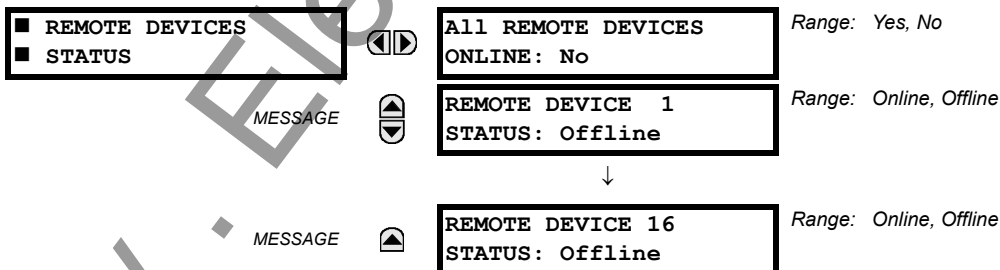 ■ REMOTE DEVICES
■ STATUS
All REMOTE DEVICES
ONLINE: No
Range: Yes, No
MESSAGE
REMOTE DEVICE 1
STATUS: Offline
Range: Online, Offline
↓
MESSAGE
REMOTE DEVICE 16
STATUS: Offline
Range: Online, Offline